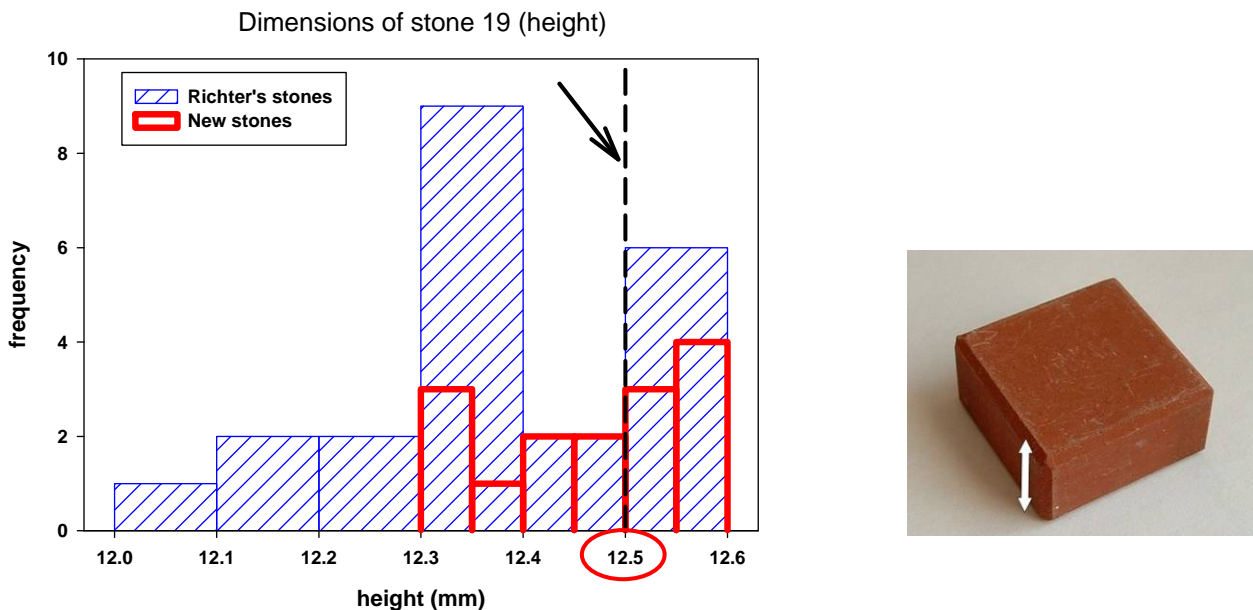 Dimensions of stone 19 (height)
10
Richter's stones
New stones
8
6
4
2
0
frequency
12.0 12.1 12.2 12.3 12.4 12.5 12.6
height (mm)